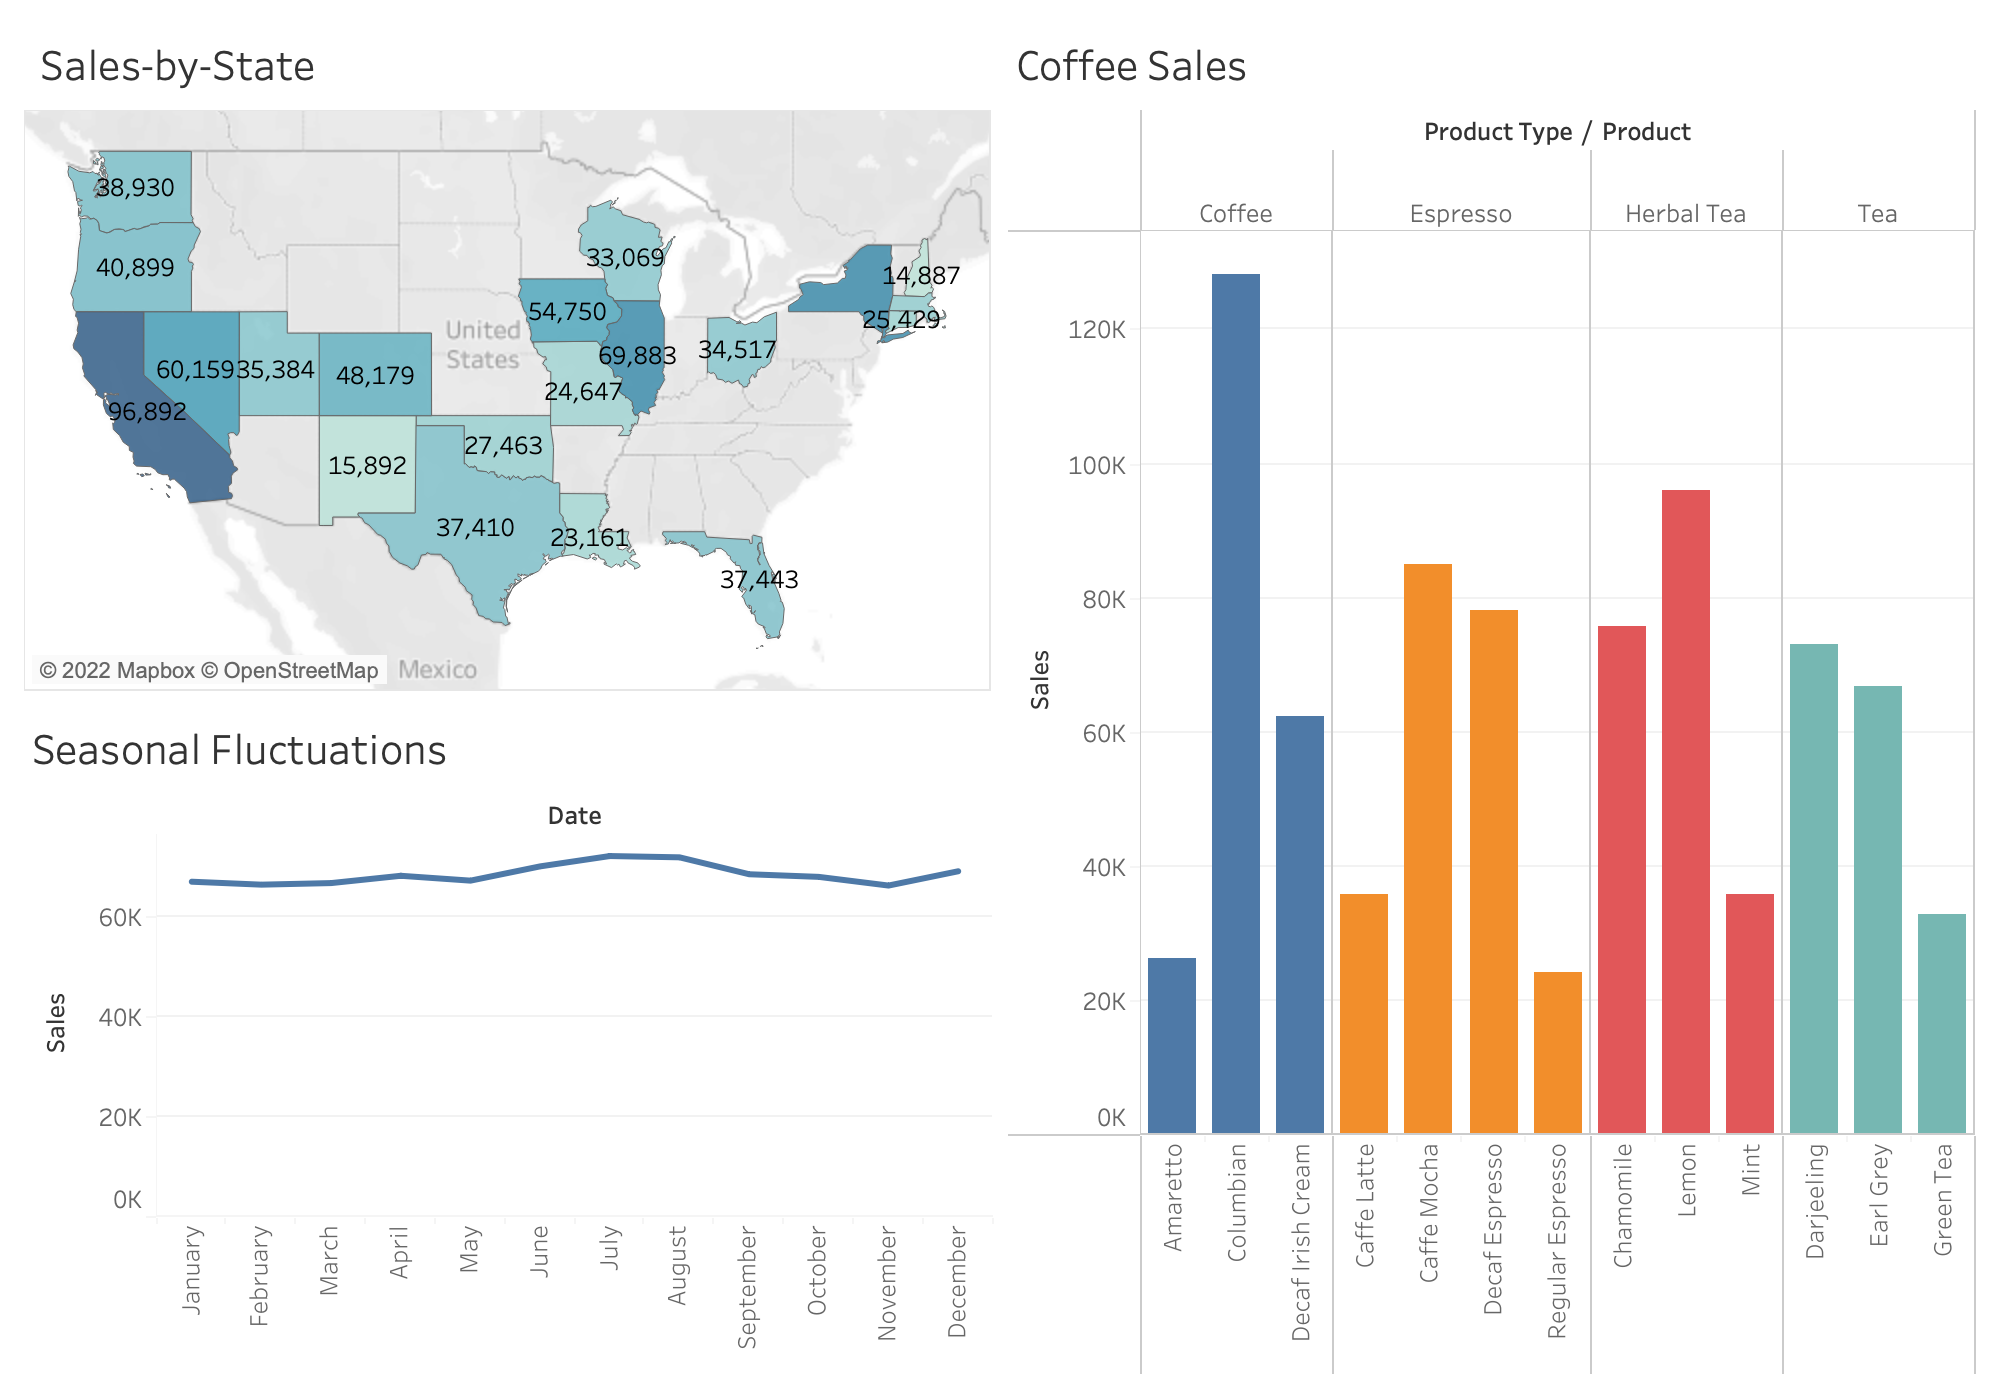 Sales-by-State
38,930
40,899
33,069
14,887
54,750
25,429
United
States
69,883
34,517
60,159
35,384
48,179
24,647
96,892
27,463
15,892
37,410
23,161
37,443
© 2022 Mapbox © OpenStreetMap
Mexico
Seasonal Fluctuations
Date
Sales
60K
40K
20K
0K
January
February
March
April
May
June
July
August
September
October
November
December
Coffee Sales
Product Type / Product
Coffee
Espresso
Herbal Tea
Tea
Sales
120K
100K
80K
60K
40K
20K
0K
Amaretto
Columbian
Decaf Irish Cream
Caffe Latte
Caffe Mocha
Decaf Espresso
Regular Espresso
Chamomile
Lemon
Mint
Darjeeling
Earl Grey
Green Tea